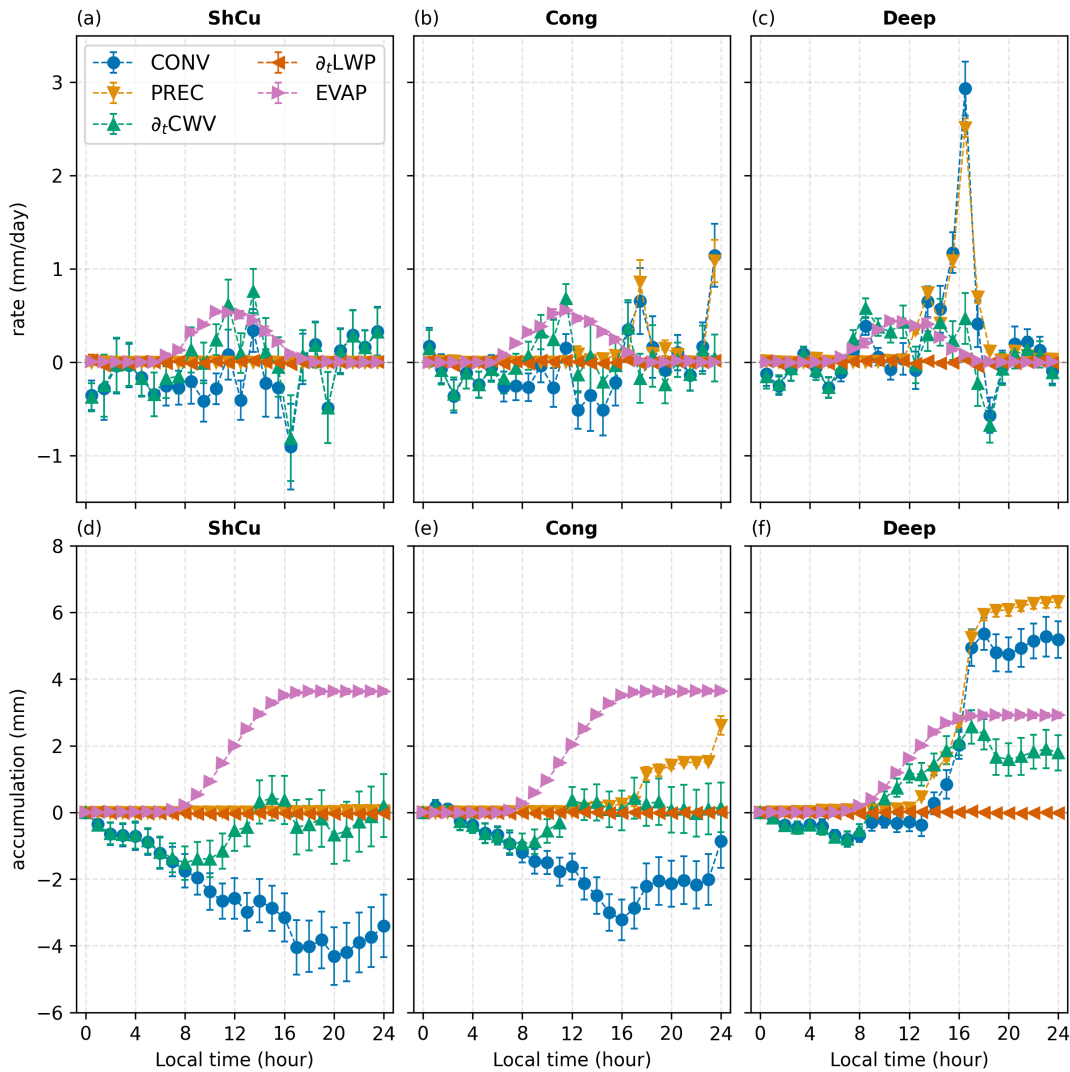 (a) ShCu
(b) Cong
(c) Deep
CONV
PREC
∂ₜCWV
∂ₜLWP
EVAP
rate (mm/day)
3
2
1
0
−1
(d) ShCu
(e) Cong
(f) Deep
accumulation (mm)
8
6
4
2
0
−2
−4
−6
0 4 8 12 16 20 24
0 4 8 12 16 20 24
0 4 8 12 16 20 24
Local time (hour)
Local time (hour)
Local time (hour)